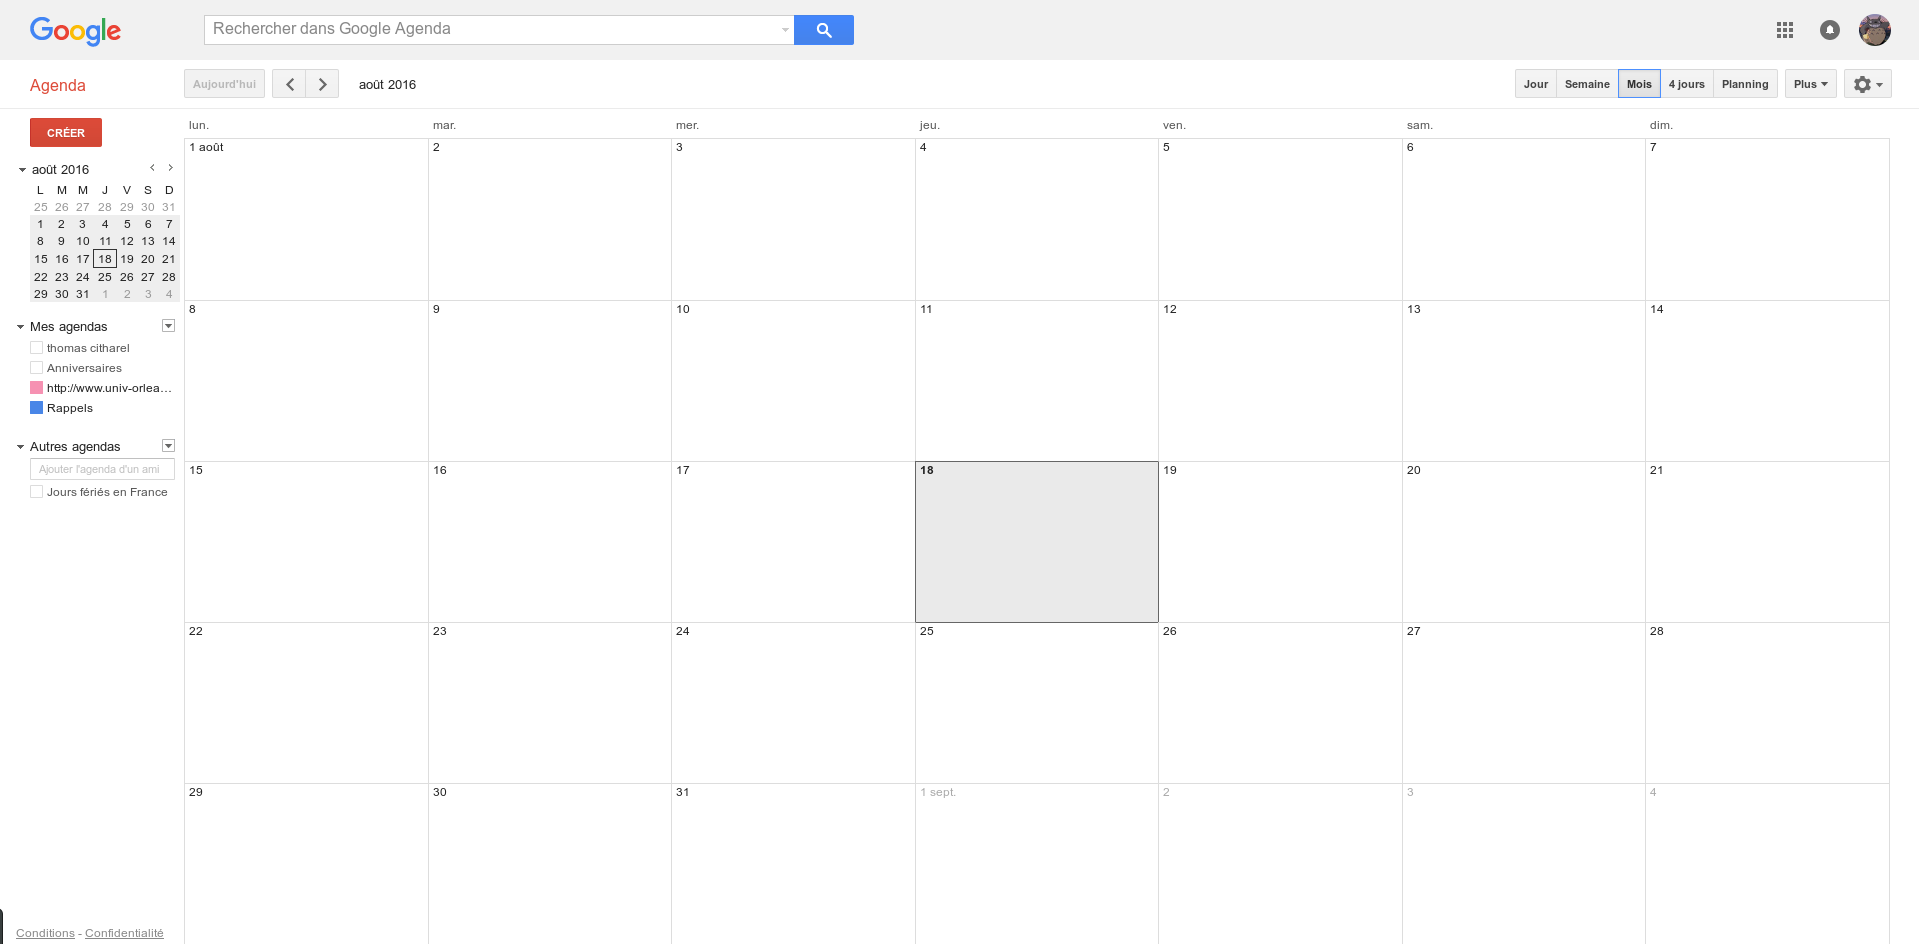 Google
Rechercher dans Google Agenda
Agenda
Aujourd'hui
août 2016
Jour Semaine Mois 4 jours Planning Plus
CRÉER
août 2016
L M M J V S D
25 26 27 28 29 30 31
1 2 3 4 5 6 7
8 9 10 11 12 13 14
15 16 17 18 19 20 21
22 23 24 25 26 27 28
29 30 31 1 2 3 4
Mes agendas
thomas citharel
Anniversaires
http://www.univ-orlea…
Rappels
Autres agendas
Ajouter l'agenda d'un ami
Jours fériés en France
Conditions - Confidentialité
lun. mar. mer. jeu. ven. sam. dim.
1 août 2 3 4 5 6 7
8 9 10 11 12 13 14
15 16 17 18 19 20 21
22 23 24 25 26 27 28
29 30 31 1 sept. 2 3 4